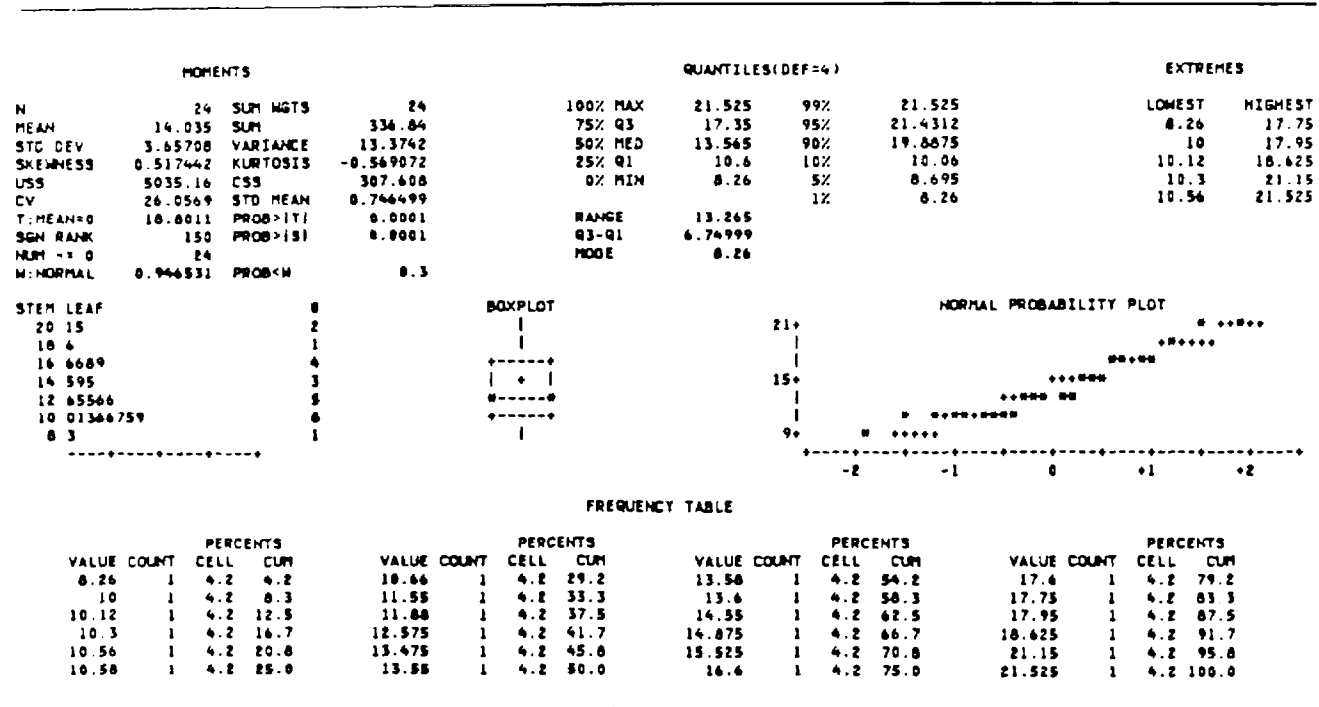 MOMENTS
N 24 SUM WGTS 24
MEAN 14.035 SUM 336.84
STD DEV 3.65708 VARIANCE 13.3742
SKEWNESS 0.517442 KURTOSIS -0.569072
USS 5035.16 CSS 307.608
CV 26.0569 STD MEAN 0.746499
T:MEAN=0 18.8011 PROB>|T| 0.0001
SGN RANK 150 PROB>|S| 0.0001
NUM ~= 0 24
W:NORMAL 0.946531 PROB<W 0.3
QUANTILES(DEF=4)
100% MAX 21.525 99% 21.525
75% Q3 17.35 95% 21.4312
50% MED 13.565 90% 19.8875
25% Q1 10.6 10% 10.06
0% MIN 8.26 5% 8.695
1% 8.26
RANGE 13.265
Q3-Q1 6.74999
MODE 8.26
EXTREMES
LOWEST HIGHEST
8.26 17.75
10 17.95
10.12 18.625
10.3 21.15
10.56 21.525
STEM LEAF #
20 15 2
18 6 1
16 6689 4
14 595 3
12 65566 5
10 01366759 8
8 3 1
BOXPLOT
NORMAL PROBABILITY PLOT
21+
15+
9+
-2 -1 0 +1 +2
FREQUENCY TABLE
PERCENTS PERCENTS PERCENTS PERCENTS
VALUE COUNT CELL CUM VALUE COUNT CELL CUM VALUE COUNT CELL CUM VALUE COUNT CELL CUM
8.26 1 4.2 4.2 10.66 1 4.2 29.2 13.58 1 4.2 54.2 17.6 1 4.2 79.2
10 1 4.2 8.3 11.55 1 4.2 33.3 13.6 1 4.2 58.3 17.75 1 4.2 83.3
10.12 1 4.2 12.5 11.88 1 4.2 37.5 14.55 1 4.2 62.5 17.95 1 4.2 87.5
10.3 1 4.2 16.7 12.575 1 4.2 41.7 14.875 1 4.2 66.7 18.625 1 4.2 91.7
10.56 1 4.2 20.8 13.475 1 4.2 45.8 15.525 1 4.2 70.8 21.15 1 4.2 95.8
10.58 1 4.2 25.0 13.55 1 4.2 50.0 16.6 1 4.2 75.0 21.525 1 4.2 100.0